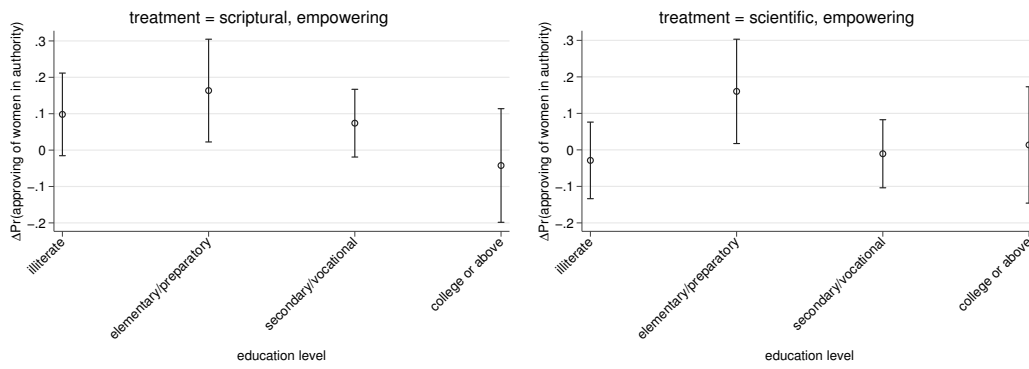 treatment = scriptural, empowering
ΔPr(approving of women in authority)
.3
.2
.1
0
-.1
-.2
illiterate
elementary/preparatory
secondary/vocational
college or above
education level
treatment = scientific, empowering
ΔPr(approving of women in authority)
.3
.2
.1
0
-.1
-.2
illiterate
elementary/preparatory
secondary/vocational
college or above
education level